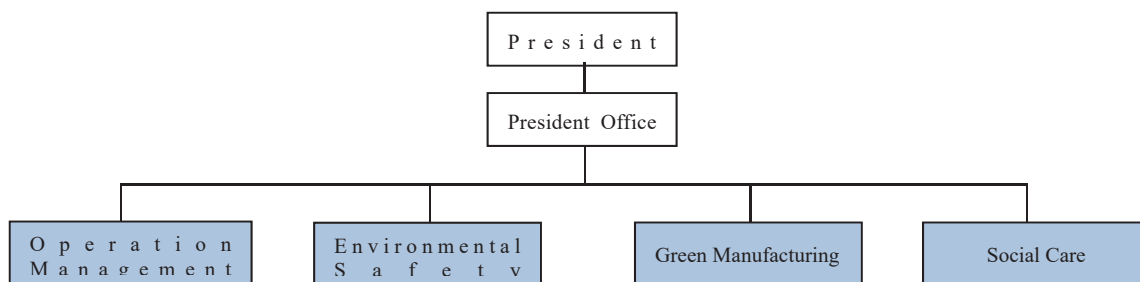 President
President Office
Operation
Management
Environmental
Safety
Green Manufacturing
Social Care